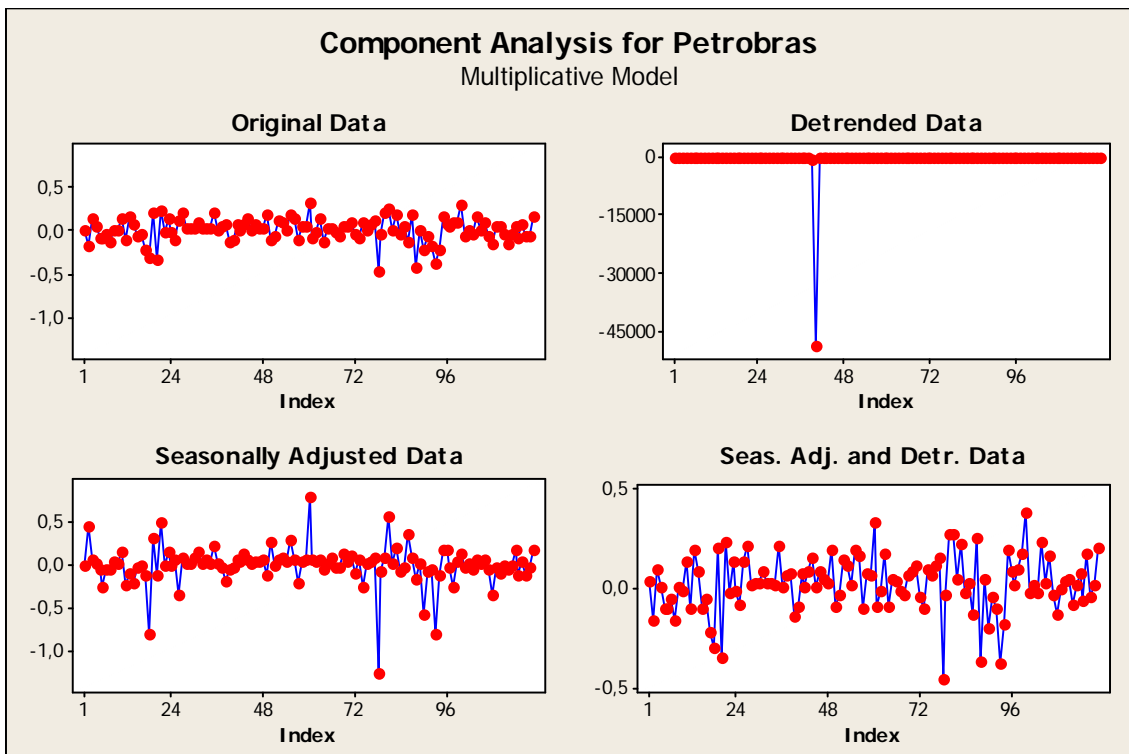 Component Analysis for Petrobras
Multiplicative Model
Original Data
0,5
0,0
-0,5
-1,0
1 24 48 72 96
Index
Detrended Data
0
-15000
-30000
-45000
1 24 48 72 96
Index
Seasonally Adjusted Data
0,5
0,0
-0,5
-1,0
1 24 48 72 96
Index
Seas. Adj. and Detr. Data
0,5
0,0
-0,5
1 24 48 72 96
Index